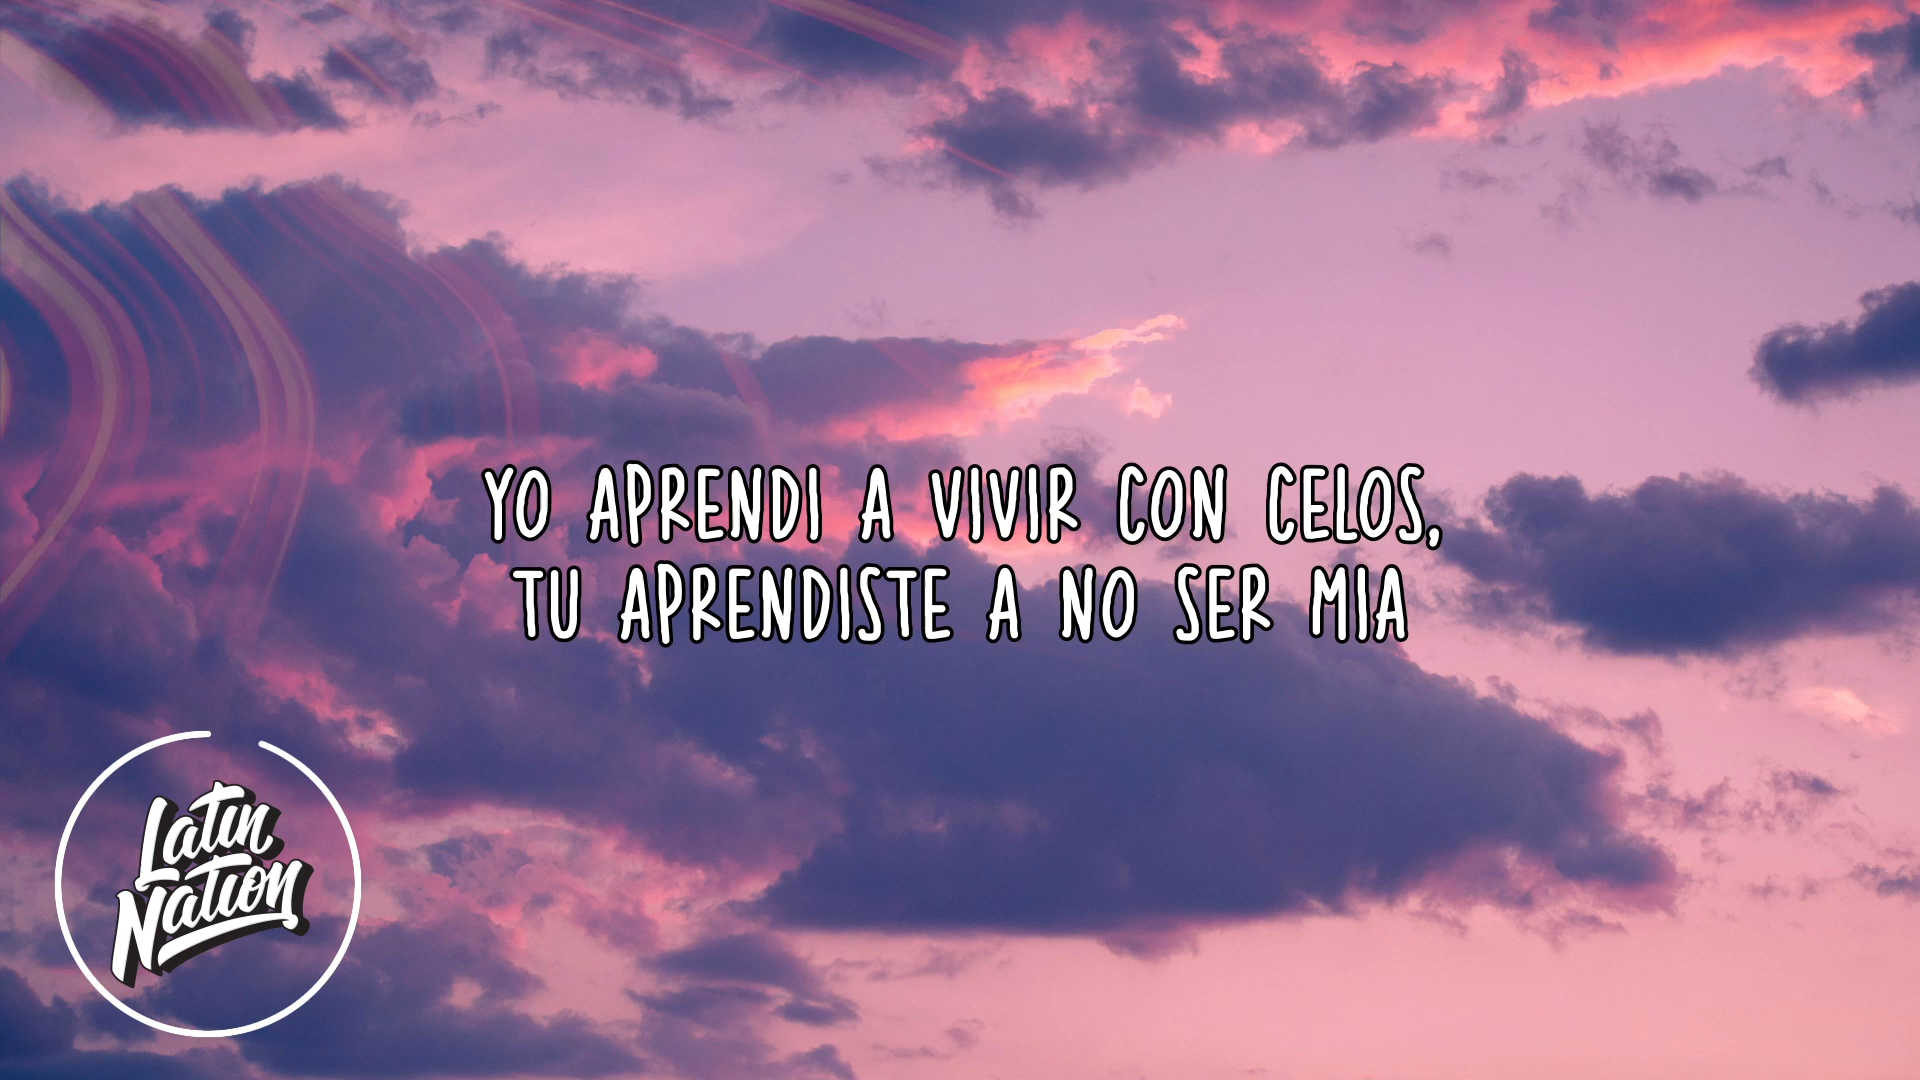 YO APRENDI A VIVIR CON CELOS,
TU APRENDISTE A NO SER MIA
Latin
Nation